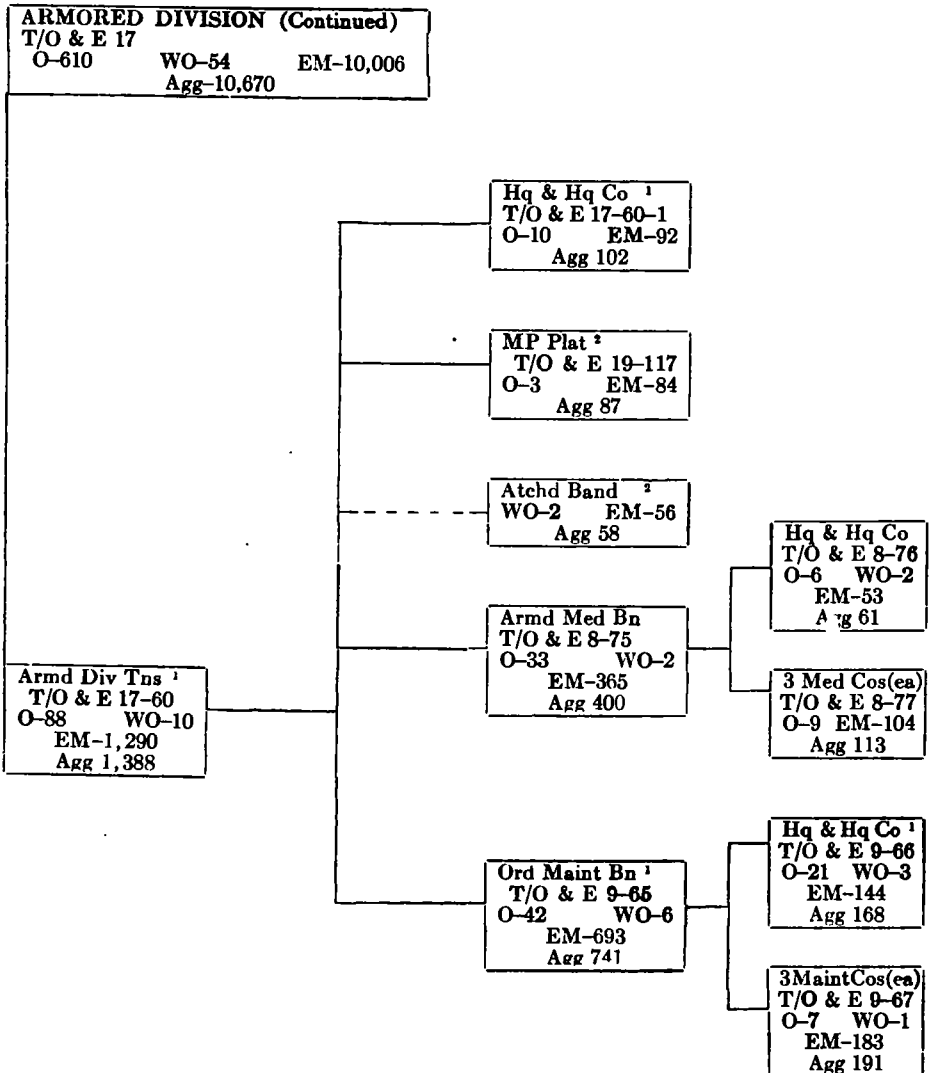 ARMORED DIVISION (Continued)
T/O & E 17
O–610 WO–54 EM–10,006
Agg–10,670
Hq & Hq Co ¹
T/O & E 17–60–1
O–10 EM–92
Agg 102
MP Plat ²
T/O & E 19–117
O–3 EM–84
Agg 87
Atchd Band ²
WO–2 EM–56
Agg 58
Armd Div Tns ¹
T/O & E 17–60
O–88 WO–10
EM–1,290
Agg 1,388
Armd Med Bn
T/O & E 8–75
O–33 WO–2
EM–365
Agg 400
Hq & Hq Co
T/O & E 8–76
O–6 WO–2
EM–53
61
3 Med Cos(ea)
T/O & E 8–77
O–9 EM–104
Agg 113
Ord Maint Bn ¹
T/O & E 9–65
O–42 WO–6
EM–693
Agg 741
Hq & Hq Co ¹
T/O & E 9–66
O–21 WO–3
EM–144
Agg 168
3MaintCos(ea)
T/O & E 9–67
O–7 WO–1
EM–183
Agg 191